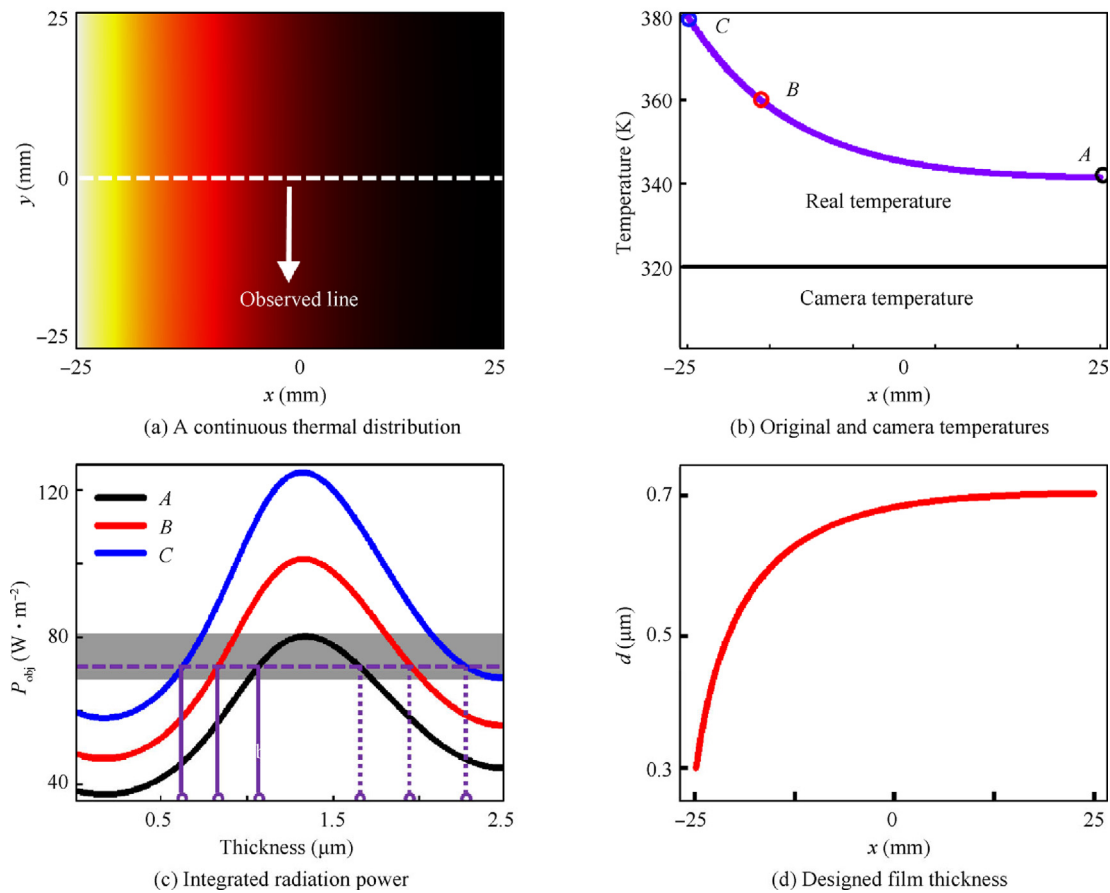 25
0
−25
y (mm)
Observed line
−25
0
25
x (mm)
(a) A continuous thermal distribution
380
360
340
320
Temperature (K)
C
B
A
Real temperature
Camera temperature
−25
0
25
x (mm)
(b) Original and camera temperatures
120
80
40
P obj (W · m−2)
A
B
C
0.5
1
1.5
2.5
Thickness (μm)
(c) Integrated radiation power
0.7
0.5
0.3
d (μm)
−25
0
25
x (mm)
(d) Designed film thickness